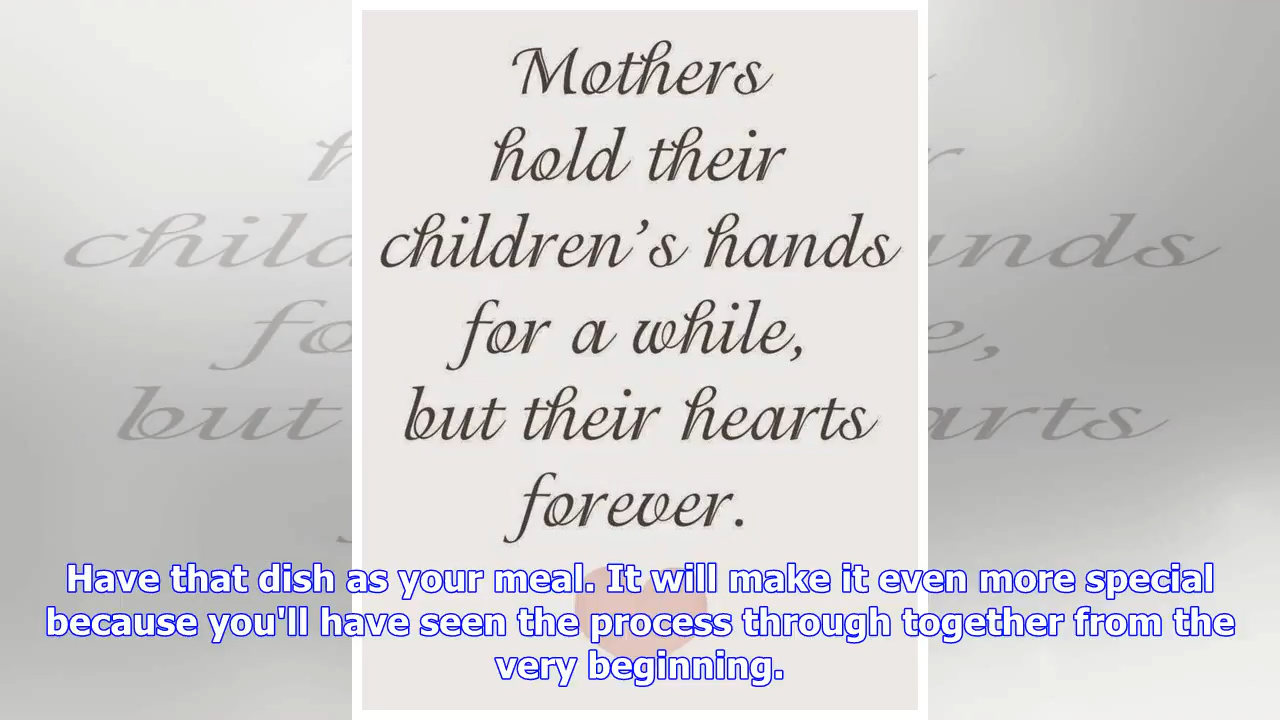 Mothers
hold their
children's hands
for a while,
but their hearts
forever.
Have that dish as your meal. It will make it even more special
because you'll have seen the process through together from the
very beginning.